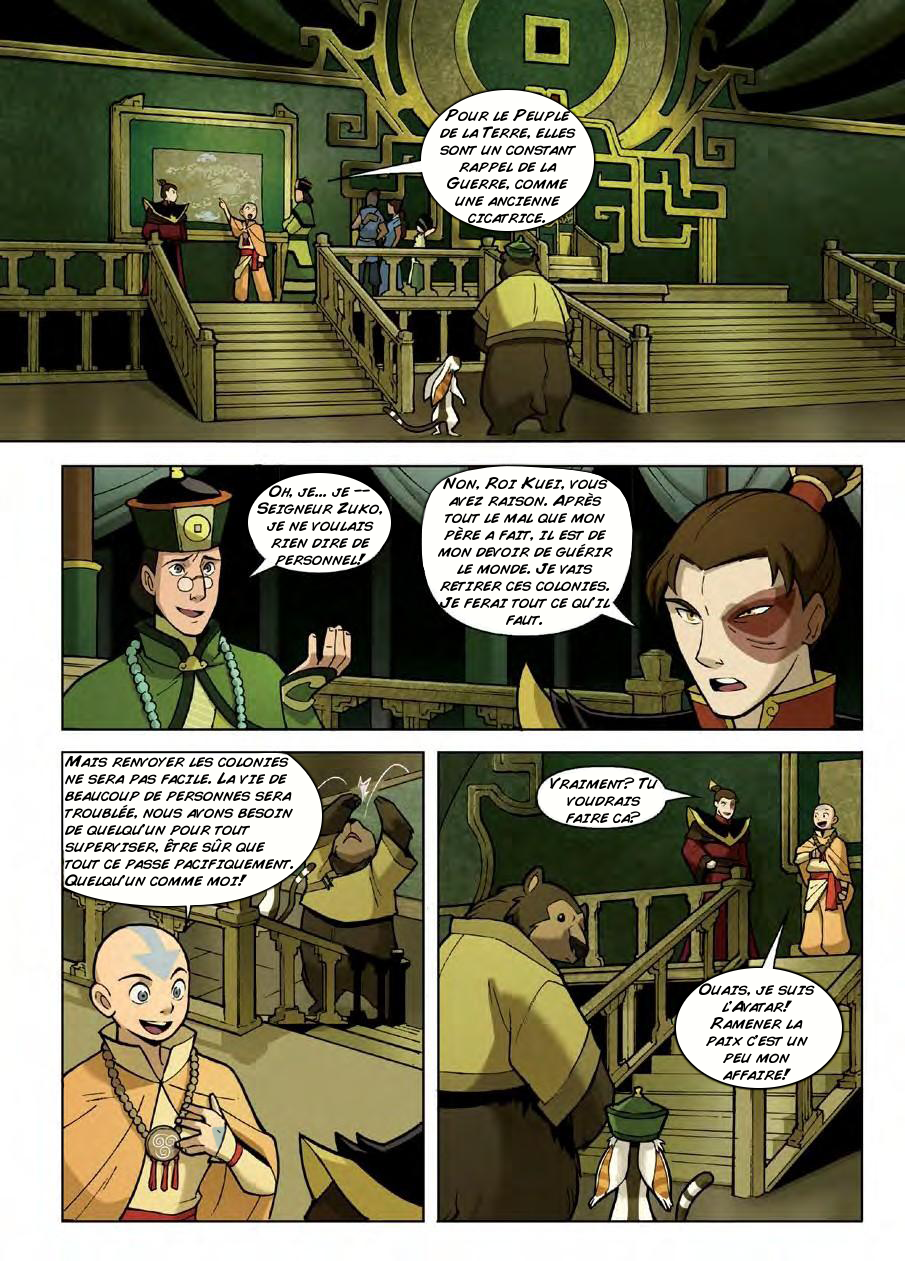 POUR LE PEUPLE
DE LA TERRE, ELLES
SONT UN CONSTANT
RAPPEL DE LA
GUERRE, COMME
UNE ANCIENNE
CICATRICE.
OH, JE... JE --
SEIGNEUR ZUKO,
JE NE VOULAIS
RIEN DIRE DE
PERSONNEL!
NON, ROI KUEI, VOUS
AVEZ RAISON. APRÈS
TOUT LE MAL QUE MON
PÈRE A FAIT, IL EST DE
MON DEVOIR DE GUÉRIR
LE MONDE. JE VAIS
RETIRER CES COLONIES.
JE FERAI TOUT CE QU'IL
FAUT.
MAIS RENVOYER LES COLONIES
NE SERA PAS FACILE. LA VIE DE
BEAUCOUP DE PERSONNES SERA
TROUBLÉE, NOUS AVONS BESOIN
DE QUELQU'UN POUR TOUT
SUPERVISER, ÊTRE SÛR QUE
TOUT CE PASSE PACIFIQUEMENT.
QUELQU'UN COMME MOI!
VRAIMENT? TU
VOUDRAIS
FAIRE CA?
OUAIS, JE SUIS
L'AVATAR!
RAMENER LA
PAIX C'EST UN
PEU MON
AFFAIRE!